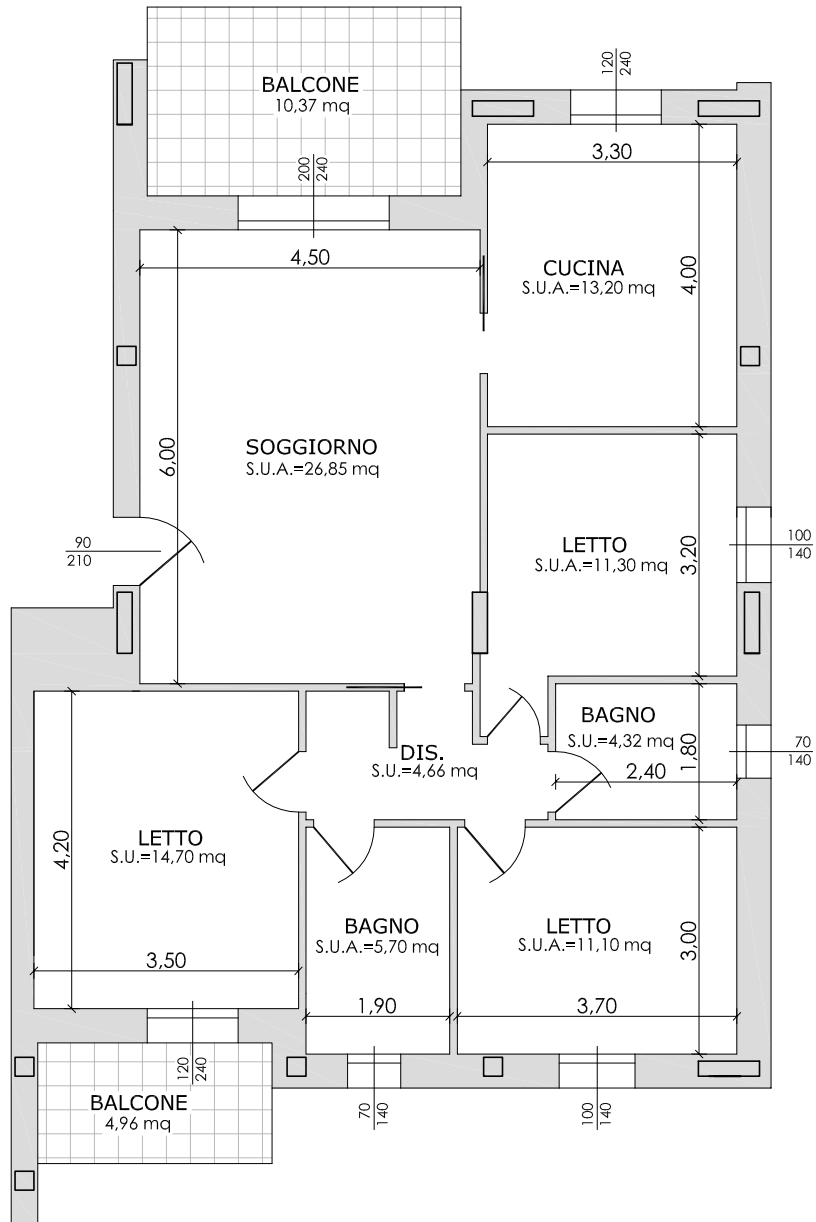 BALCONE
10,37 mq
120
240
200
240
3,30
4,50
CUCINA
S.U.A.=13,20 mq
4,00
SOGGIORNO
S.U.A.=26,85 mq
6,00
90
210
LETTO
S.U.A.=11,30 mq
3,20
100
140
BAGNO
S.U.=4,32 mq
1,80
2,40
70
140
DIS.
S.U.=4,66 mq
LETTO
S.U.=14,70 mq
4,20
3,50
BAGNO
S.U.A.=5,70 mq
1,90
LETTO
S.U.A.=11,10 mq
3,00
3,70
120
240
BALCONE
4,96 mq
70
140
100
140